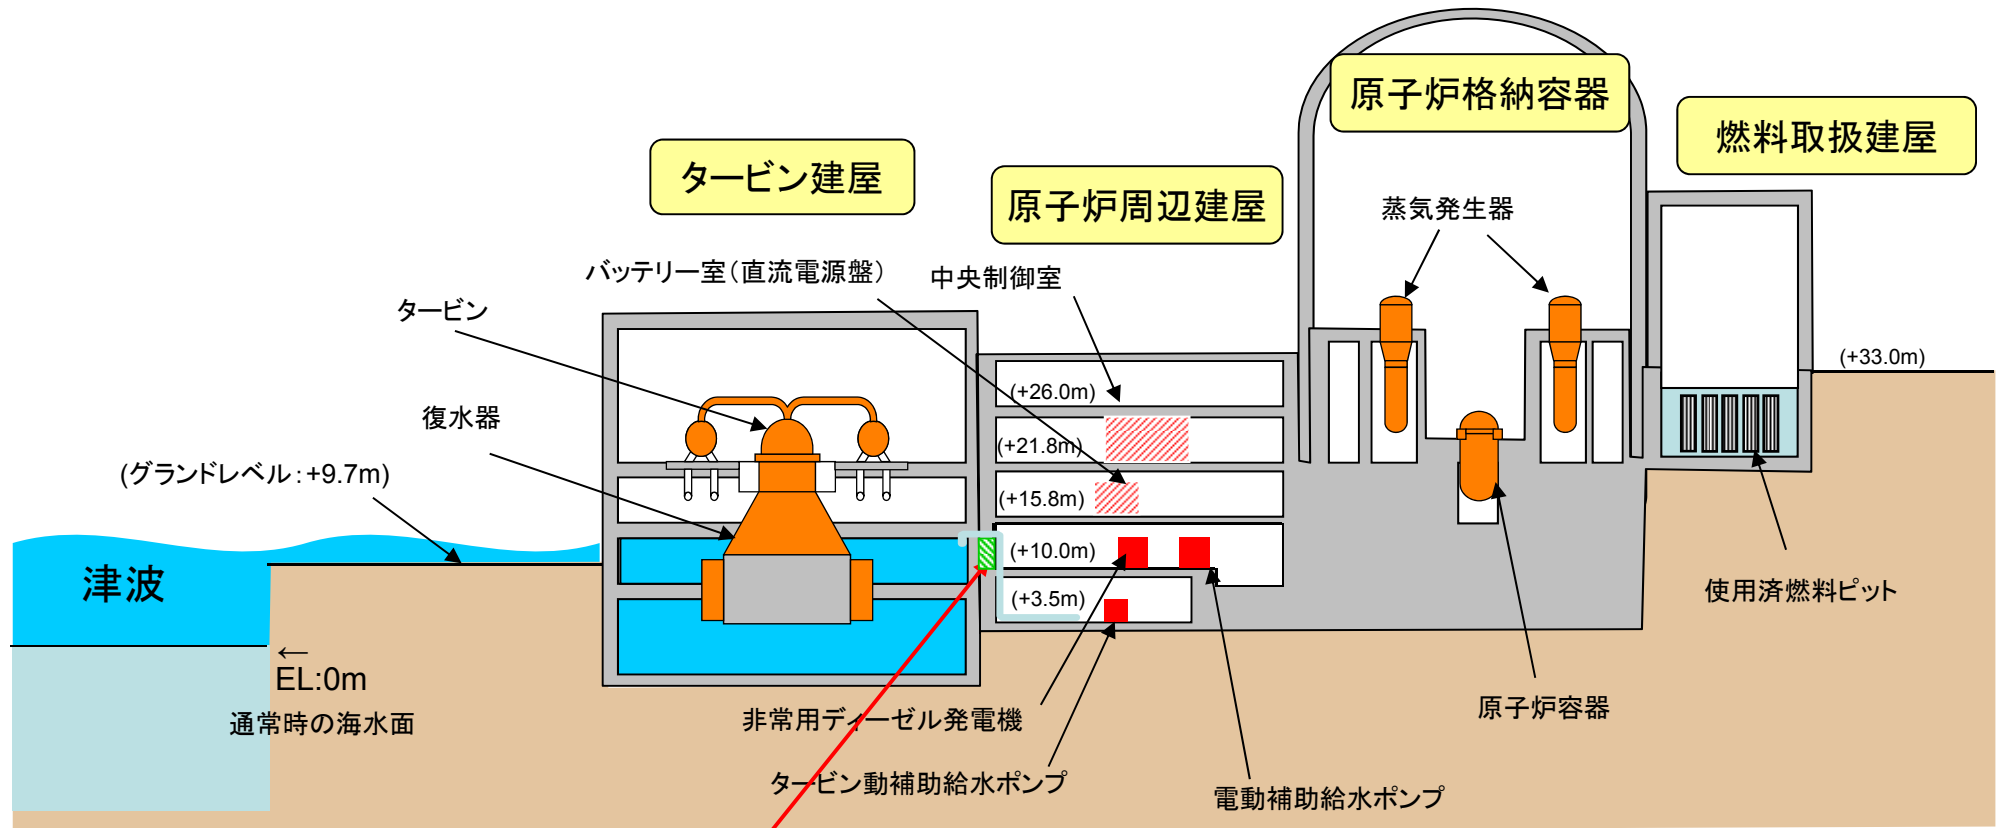 原子炉格納容器
燃料取扱建屋
タービン建屋
原子炉周辺建屋
蒸気発生器
バッテリー室(直流電源盤)
中央制御室
タービン
(+33.0m)
(+26.0m)
復水器
(+21.8m)
(グランドレベル:+9.7m)
(+15.8m)
(+10.0m)
津波
(+3.5m)
使用済燃料ピット
←
EL:0m
通常時の海水面
非常用ディーゼル発電機
原子炉容器
タービン動補助給水ポンプ
電動補助給水ポンプ